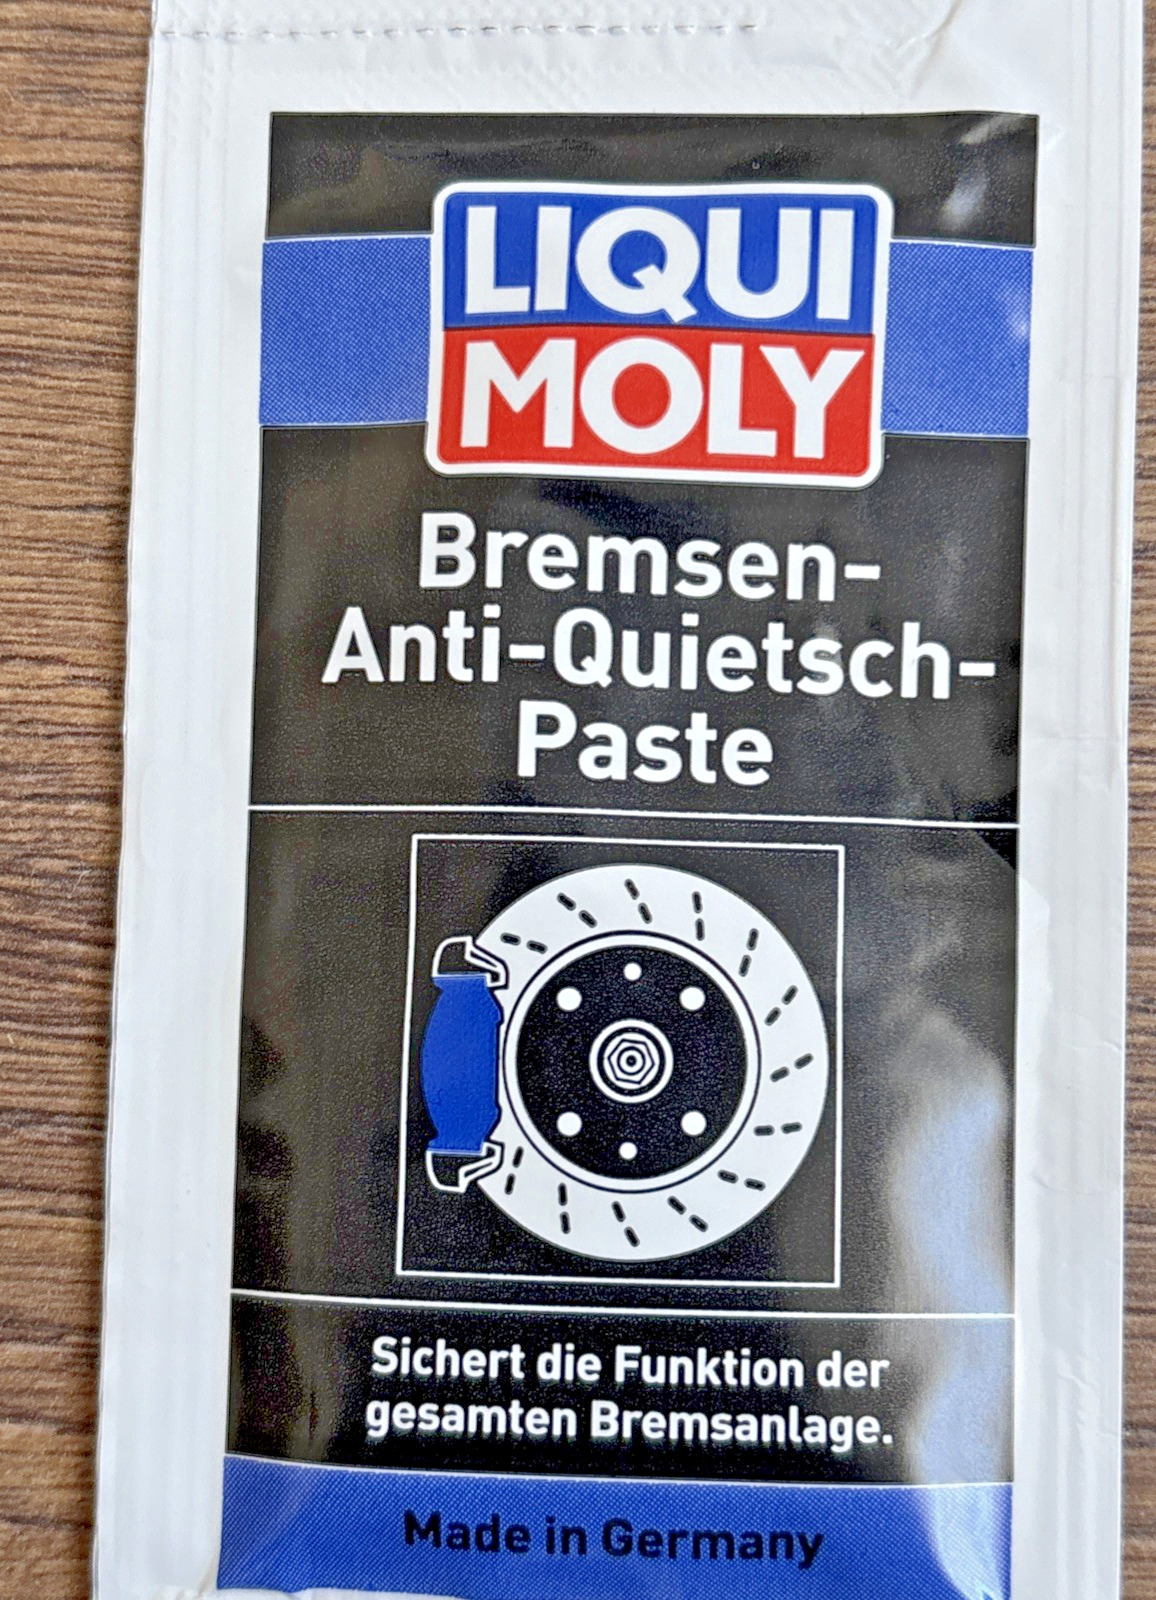 LIQUI
MOLY
Bremsen-
Anti-Quietsch-
Paste
Sichert die Funktion der
gesamten Bremsanlage.
Made in Germany